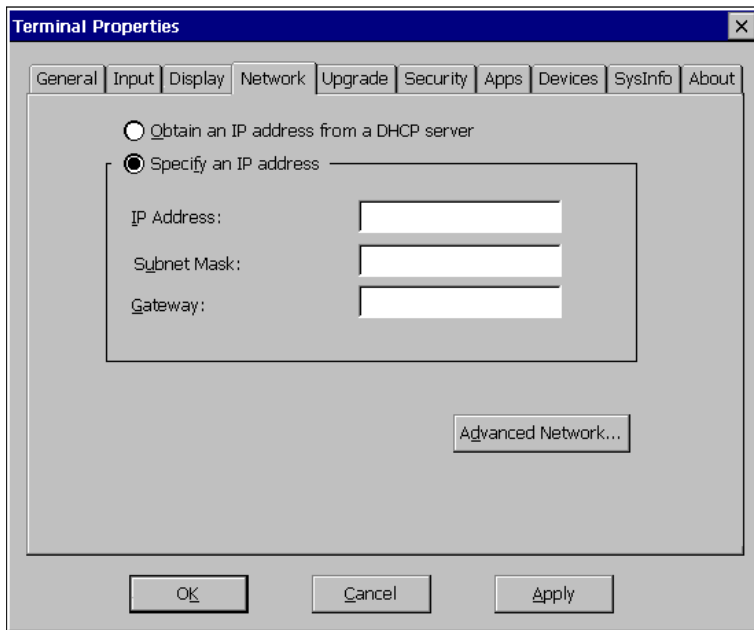 Terminal Properties
General Input Display Network Upgrade Security Apps Devices SysInfo About
Obtain an IP address from a DHCP server
Specify an IP address
IP Address:
Subnet Mask:
Gateway:
Advanced Network...
OK Cancel Apply